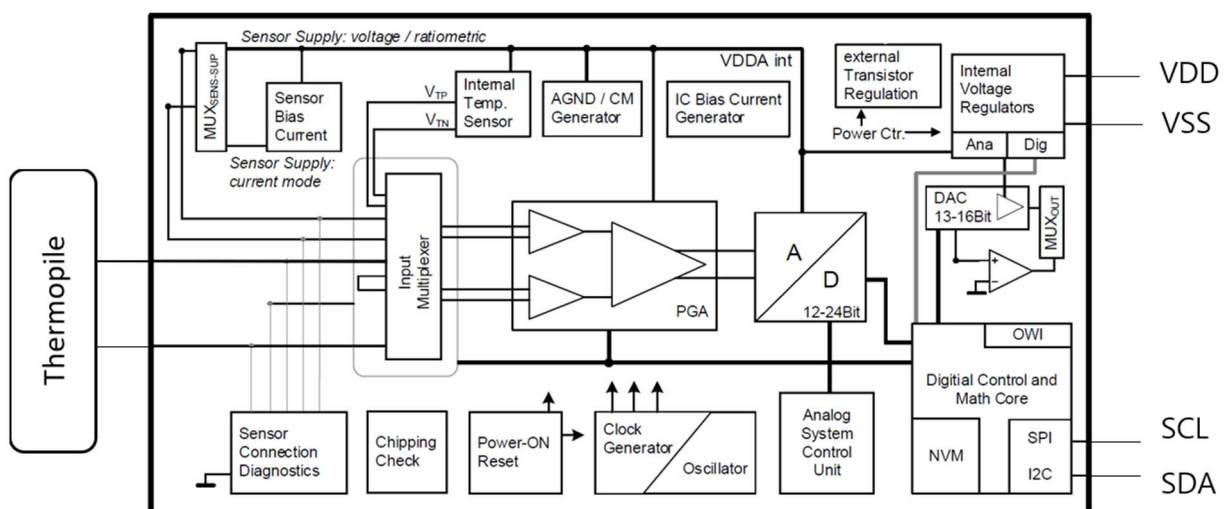 Sensor Supply: voltage / ratiometric
MUXSENS-SUP
Sensor
Bias
Current
Sensor Supply:
current mode
VTP
VTN
Internal
Temp.
Sensor
AGND / CM
Generator
IC Bias Current
Generator
VDDA int
external
Transistor
Regulation
Power Ctr.
Internal
Voltage
Regulators
Ana
Dig
VDD
VSS
DAC
13-16Bit
MUXOUT
+
−
Thermopile
Input
Multiplexer
PGA
A
D
12-24Bit
OWI
Digitial Control and
Math Core
NVM
SPI
I2C
SCL
SDA
Sensor
Connection
Diagnostics
Chipping
Check
Power-ON
Reset
Clock
Generator
Oscillator
Analog
System
Control
Unit